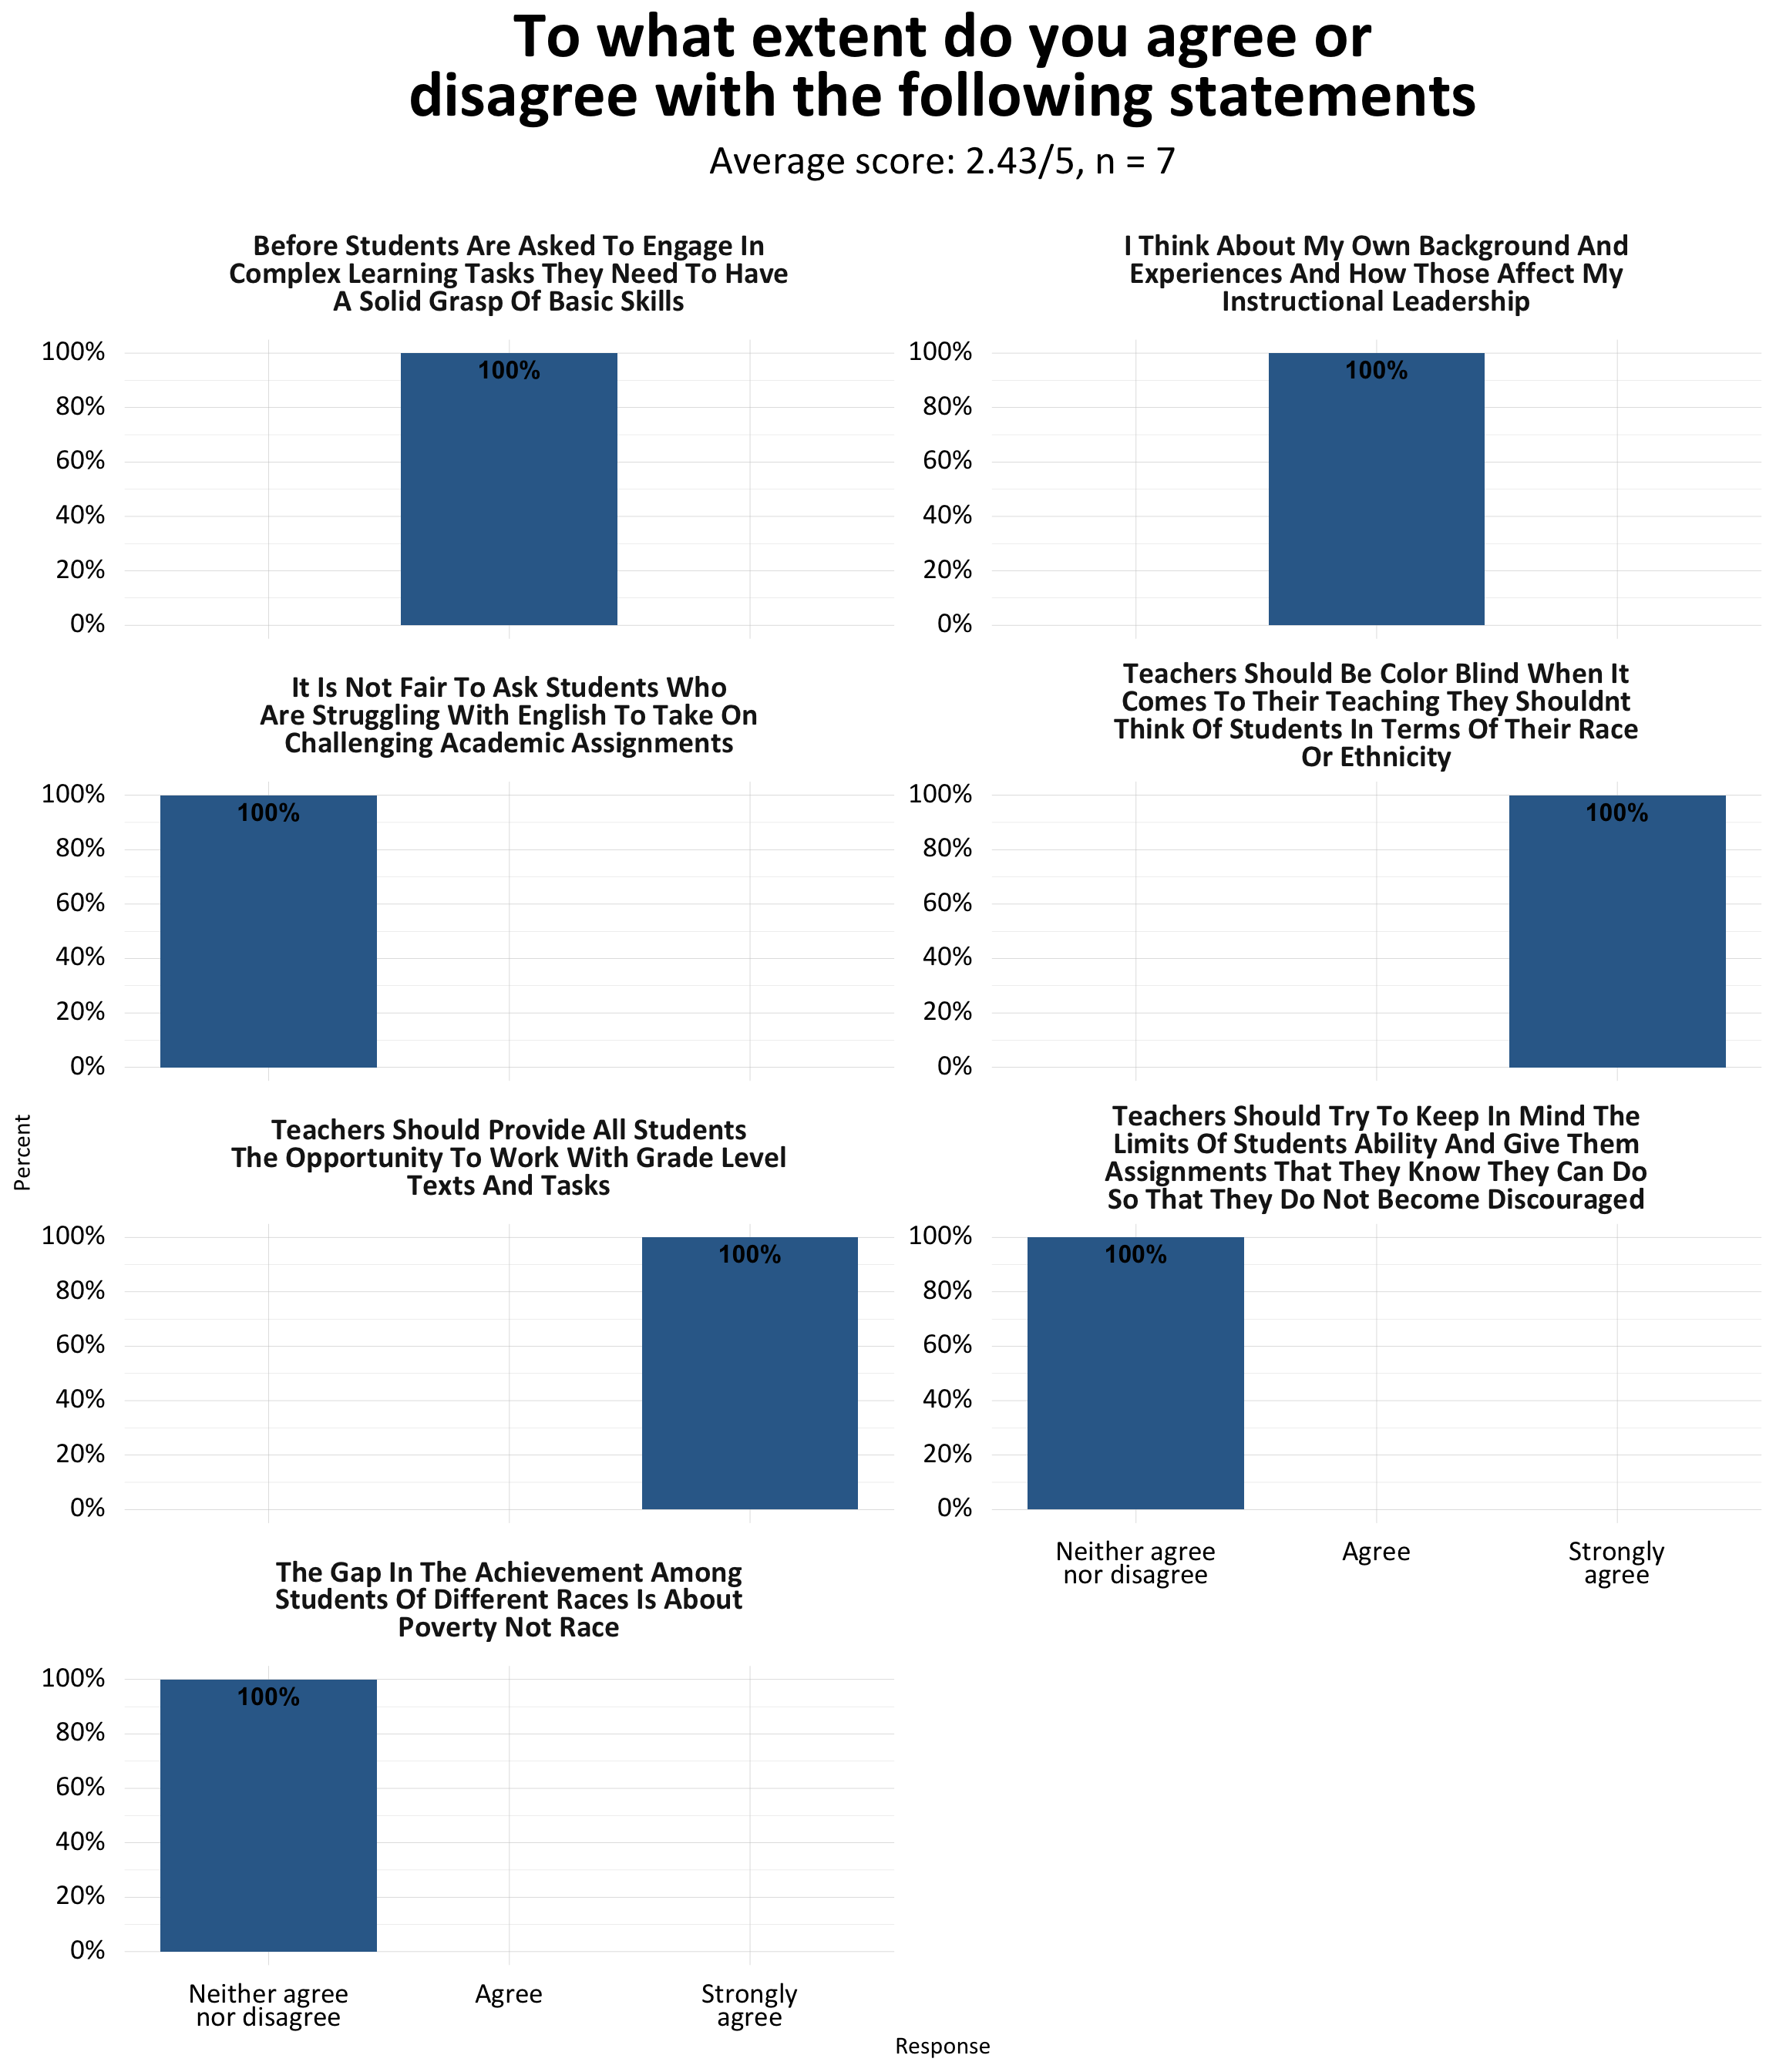 To what extent do you agree or
disagree with the following statements
Average score: 2.43/5, n = 7
Before Students Are Asked To Engage In
Complex Learning Tasks They Need To Have
A Solid Grasp Of Basic Skills
100%
80%
60%
40%
20%
0%
100%
I Think About My Own Background And
Experiences And How Those Affect My
Instructional Leadership
100%
80%
60%
40%
20%
0%
100%
It Is Not Fair To Ask Students Who
Are Struggling With English To Take On
Challenging Academic Assignments
100%
80%
60%
40%
20%
0%
100%
Teachers Should Be Color Blind When It
Comes To Their Teaching They Shouldnt
Think Of Students In Terms Of Their Race
Or Ethnicity
100%
80%
60%
40%
20%
0%
100%
Percent
Teachers Should Provide All Students
The Opportunity To Work With Grade Level
Texts And Tasks
100%
80%
60%
40%
20%
0%
100%
Teachers Should Try To Keep In Mind The
Limits Of Students Ability And Give Them
Assignments That They Know They Can Do
So That They Do Not Become Discouraged
100%
80%
60%
40%
20%
0%
100%
Neither agree
nor disagree
Agree
Strongly
agree
The Gap In The Achievement Among
Students Of Different Races Is About
Poverty Not Race
100%
80%
60%
40%
20%
0%
100%
Neither agree
nor disagree
Agree
Strongly
agree
Response